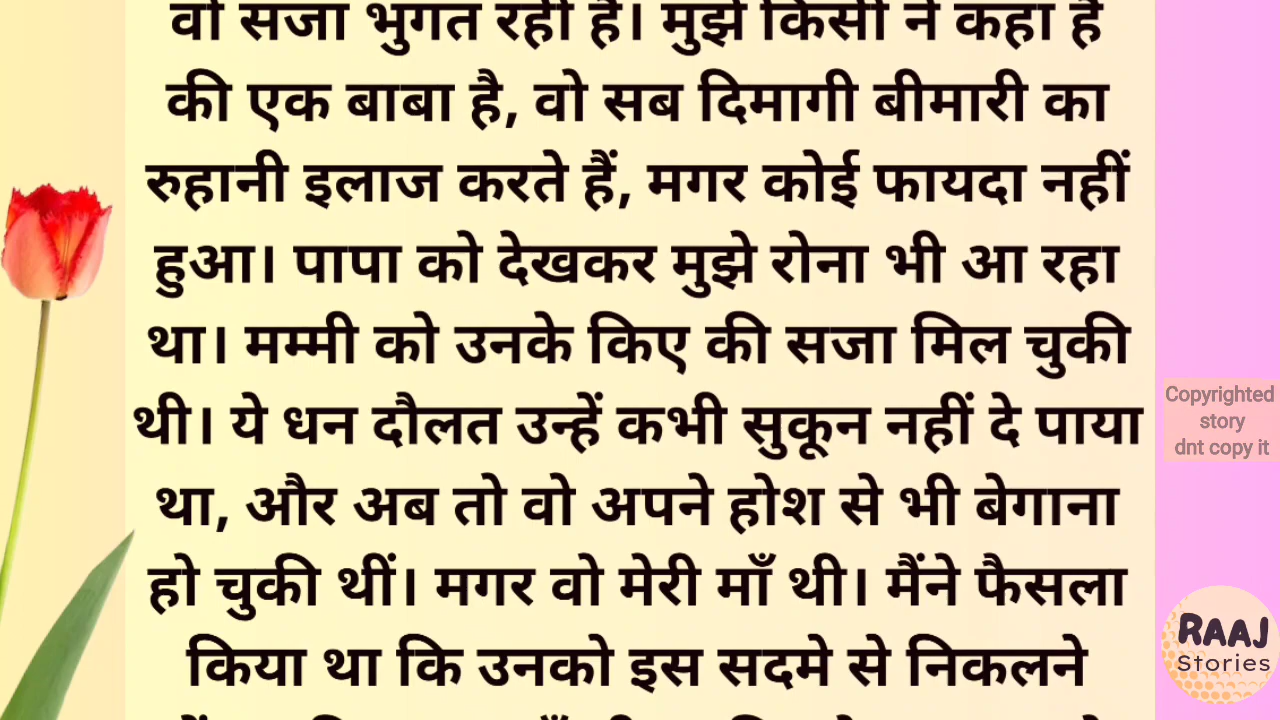 वो सजा भुगत रही है। मुझे किसी ने कहा है
की एक बाबा है, वो सब दिमागी बीमारी का
रुहानी इलाज करते हैं, मगर कोई फायदा नहीं
हुआ। पापा को देखकर मुझे रोना भी आ रहा
था। मम्मी को उनके किए की सजा मिल चुकी
थी। ये धन दौलत उन्हें कभी सुकून नहीं दे पाया
था, और अब तो वो अपने होश से भी बेगाना
हो चुकी थीं। मगर वो मेरी माँ थी। मैंने फैसला
किया था कि उनको इस सदमे से निकलने
Copyrighted
story
dnt copy it
RAAJ
Stories